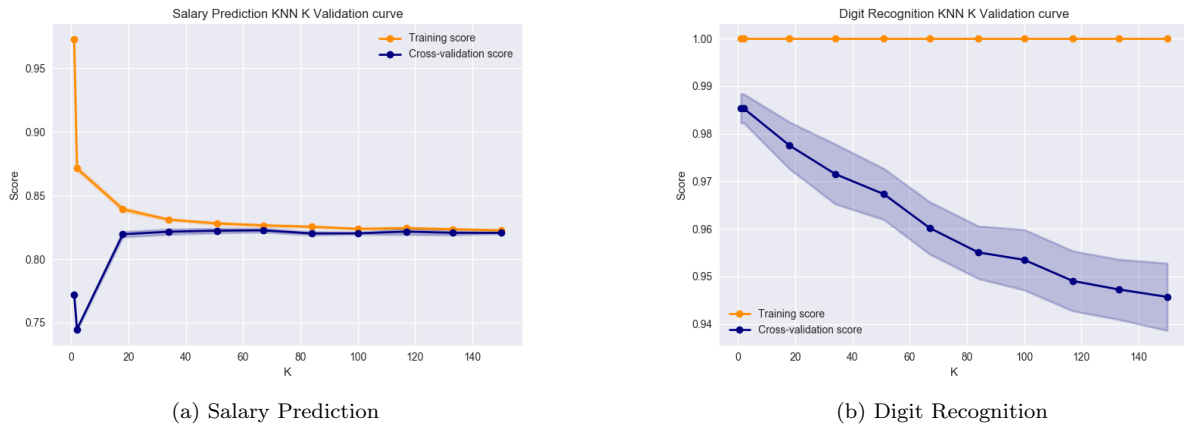 Salary Prediction KNN K Validation curve
Training score
Cross-validation score
0.95
0.90
0.85
0.80
0.75
Score
0 20 40 60 80 100 120 140
K
(a) Salary Prediction
Digit Recognition KNN K Validation curve
1.00
0.99
0.98
0.97
0.96
0.95
0.94
Score
Training score
Cross-validation score
0 20 40 60 80 100 120 140
K
(b) Digit Recognition